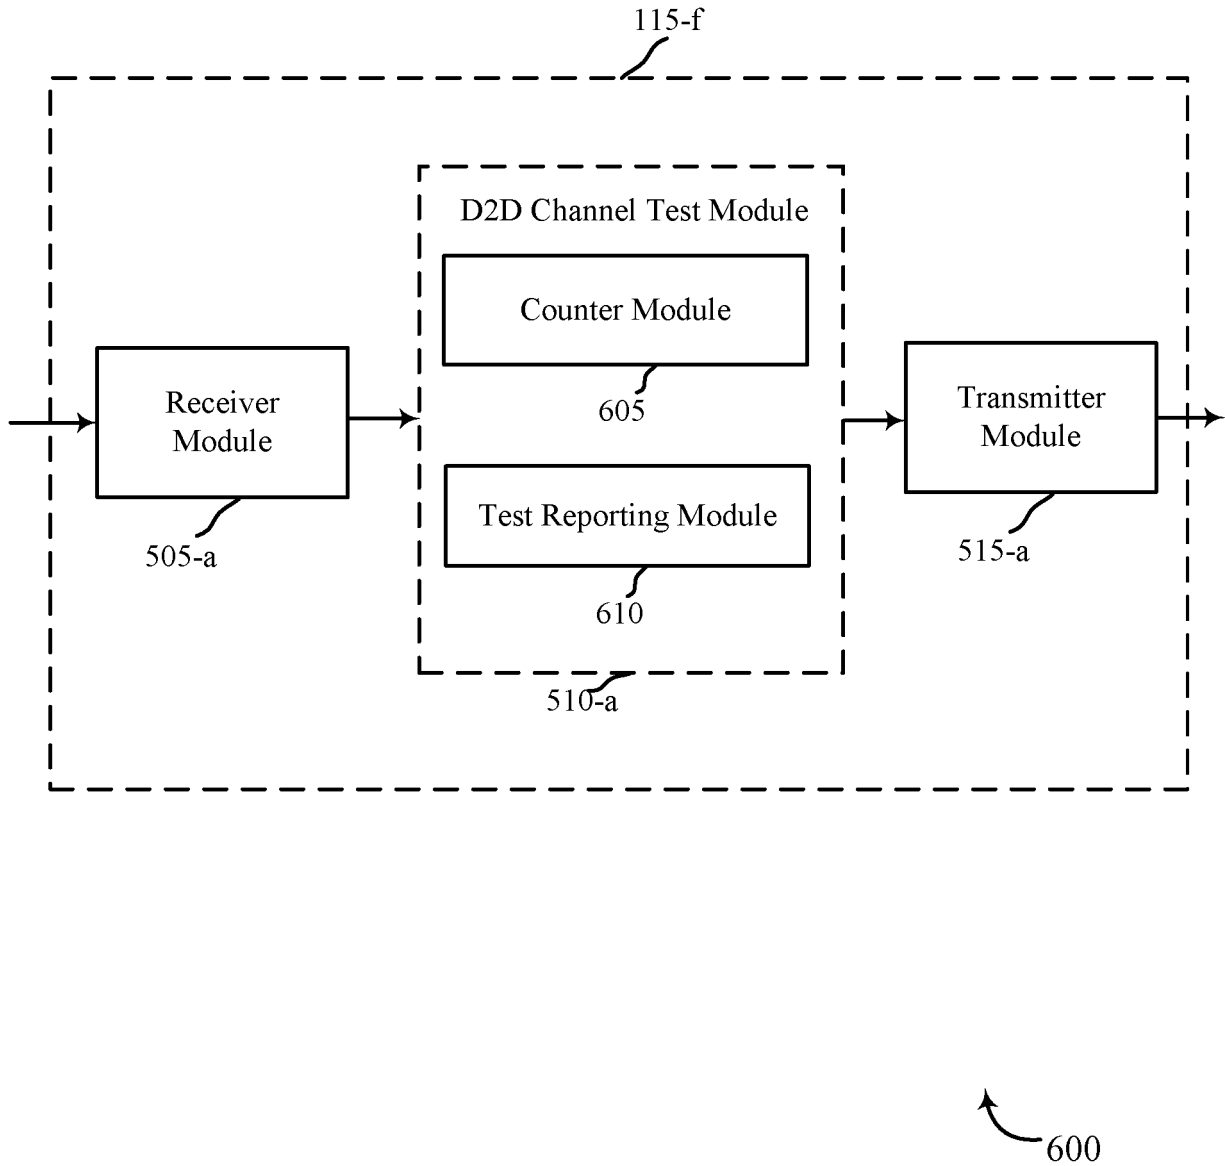 115-f
D2D Channel Test Module
Counter Module
605
Receiver
Module
505-a
Transmitter
Module
515-a
Test Reporting Module
610
510-a
600